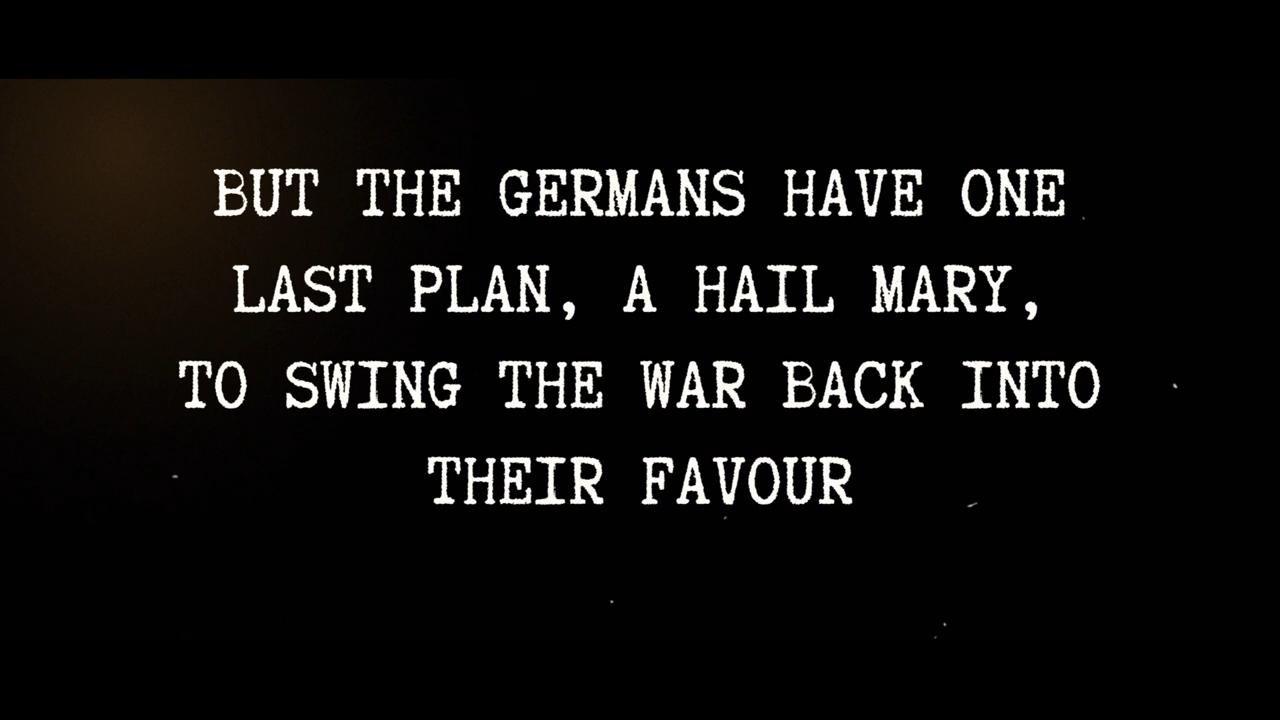 BUT THE GERMANS HAVE ONE
LAST PLAN, A HAIL MARY,
TO SWING THE WAR BACK INTO
THEIR FAVOUR